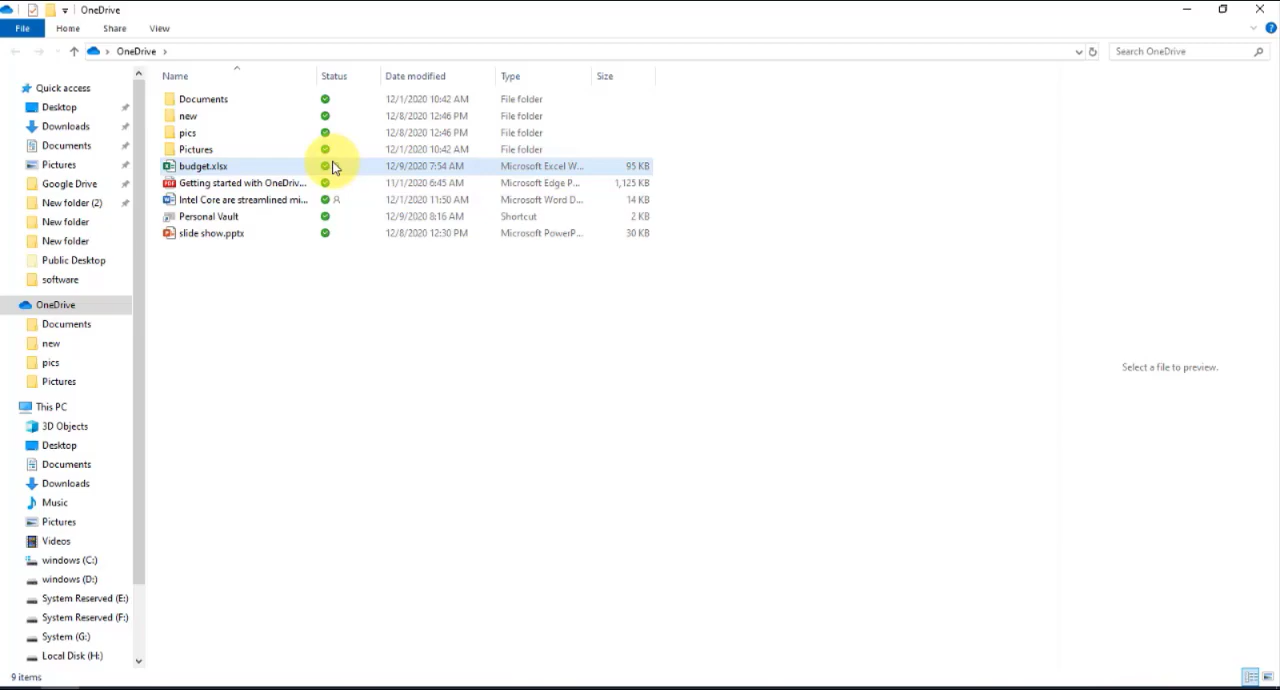 OneDrive
File Home Share View
OneDrive
Search OneDrive
Name Status Date modified Type Size
Documents 12/1/2020 10:42 AM File folder
new 12/8/2020 12:46 PM File folder
pics 12/8/2020 12:46 PM File folder
Pictures 12/1/2020 10:42 AM File folder
budget.xlsx 12/9/2020 7:54 AM Microsoft Excel W... 95 KB
Getting started with OneDriv... 11/1/2020 6:45 AM Microsoft Edge P... 1,125 KB
Intel Core are streamlined mi... 12/1/2020 11:50 AM Microsoft Word D... 14 KB
Personal Vault 12/9/2020 8:16 AM Shortcut 2 KB
slide show.pptx 12/8/2020 12:30 PM Microsoft PowerP... 30 KB
Quick access
Desktop
Downloads
Documents
Pictures
Google Drive
New folder (2)
New folder
New folder
Public Desktop
software
OneDrive
Documents
new
pics
Pictures
This PC
3D Objects
Desktop
Documents
Downloads
Music
Pictures
Videos
windows (C:)
windows (D:)
System Reserved (E:)
System Reserved (F:)
System (G:)
Local Disk (H:)
Select a file to preview.
9 items